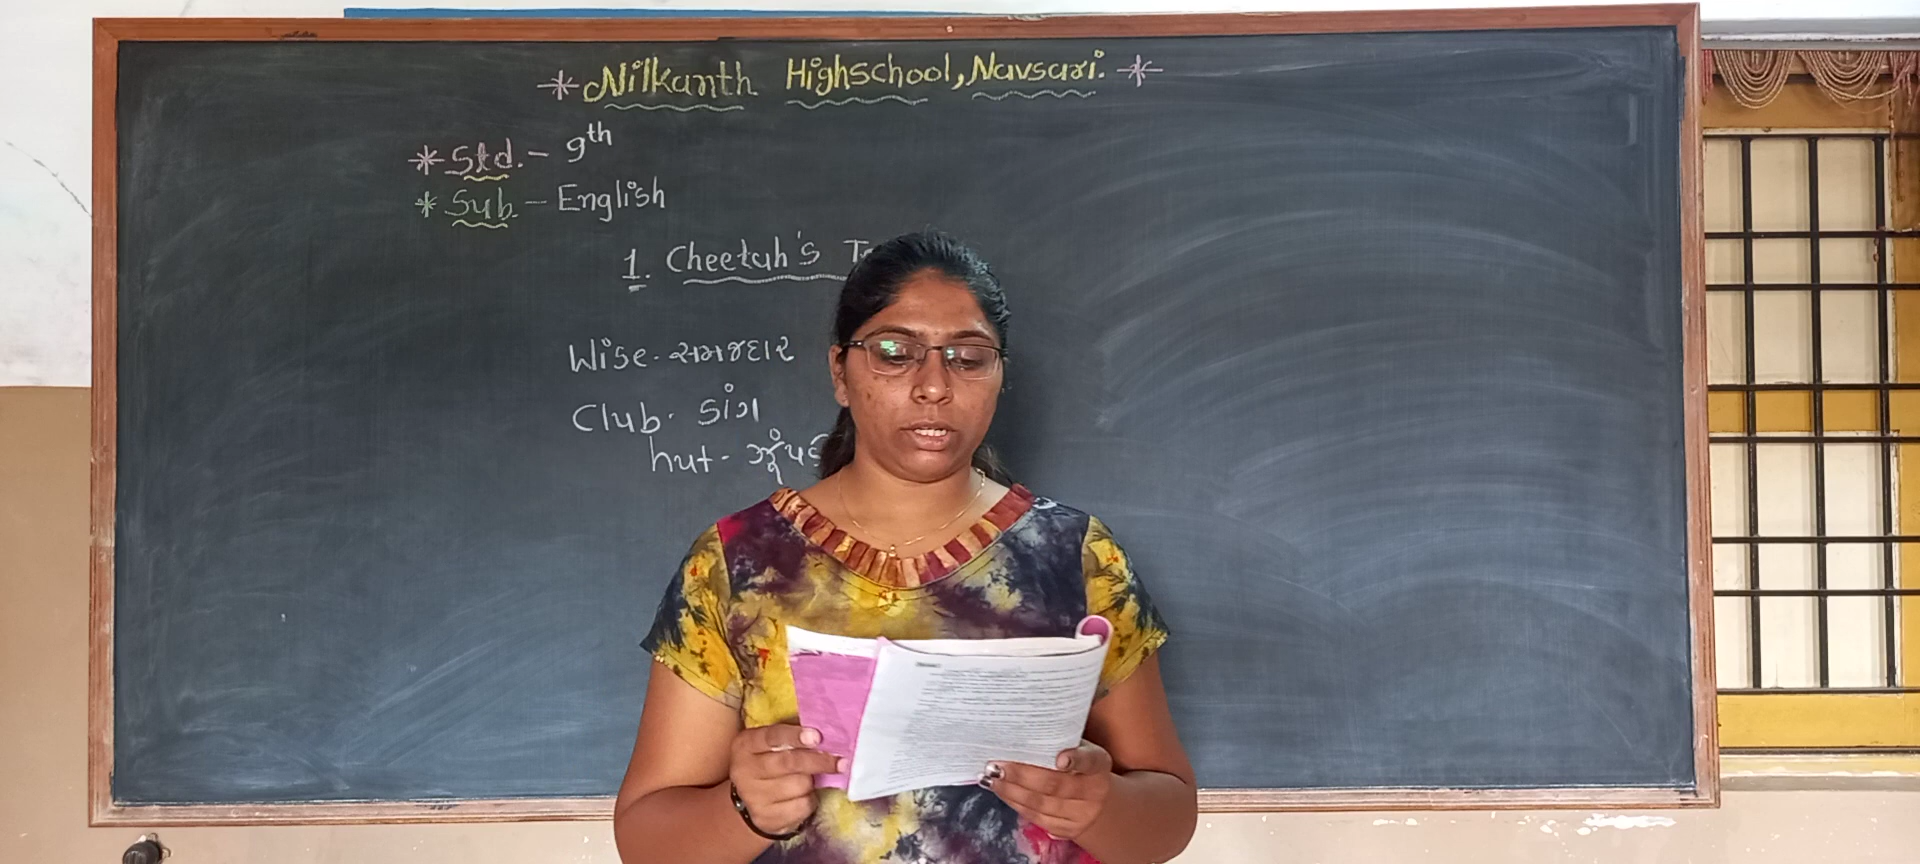 * Nilkanth Highschool, Navsari. *
* Std. - 9th
* Sub. - English
1. Cheetah's
Wise - સમજદાર
Club - ડાંગ
hut -